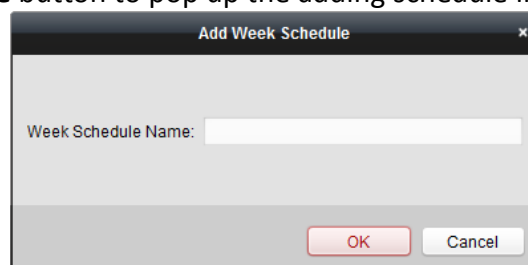 button to pop up the adding schedule
Add Week Schedule ×
Week Schedule Name:
OK Cancel